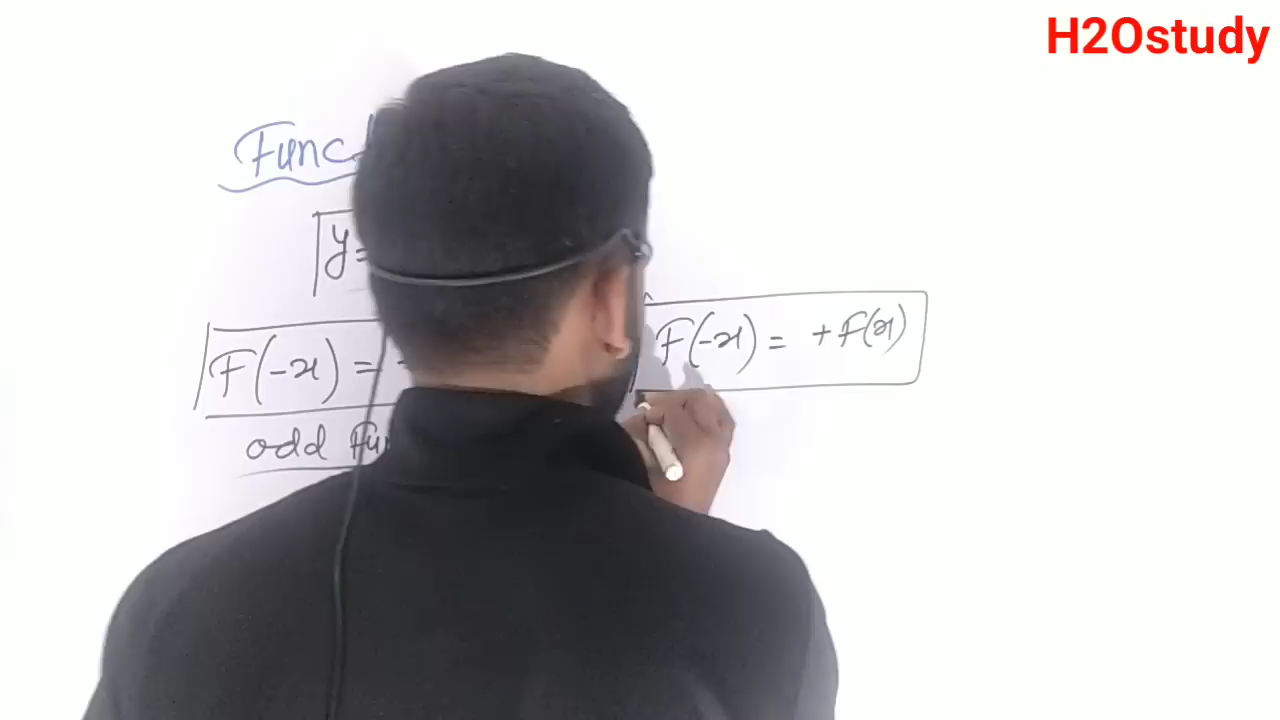 H2Ostudy
Func
y=
F(-x) =
F(-x) = +F(x)
odd Fu